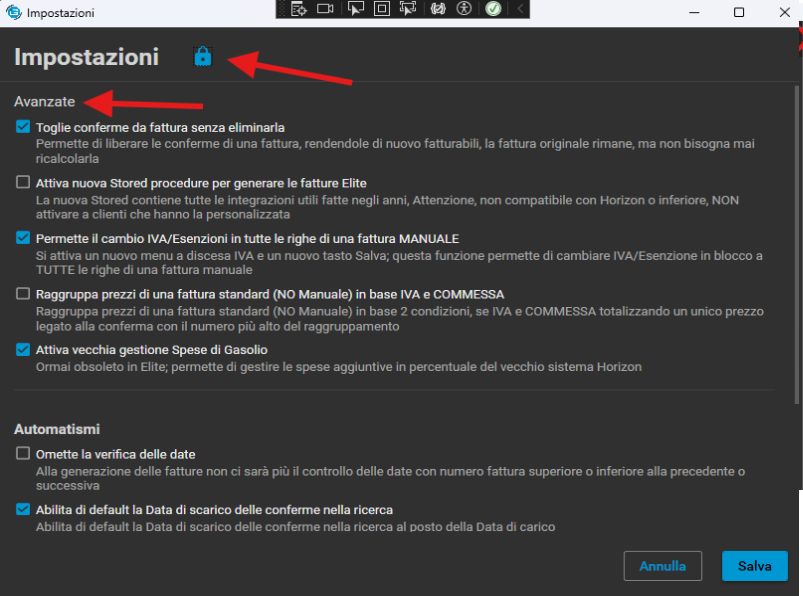 Impostazioni
Impostazioni
Avanzate
Toglie conferme da fattura senza eliminarla
Permette di liberare le conferme di una fattura, rendendole di nuovo fatturabili, la fattura originale rimane, ma non bisogna mai
ricalcolarla
Attiva nuova Stored procedure per generare le fatture Elite
La nuova Stored contiene tutte le integrazioni utili fatte negli anni, Attenzione, non compatibile con Horizon o inferiore, NON
attivare a clienti che hanno la personalizzata
Permette il cambio IVA/Esenzioni in tutte le righe di una fattura MANUALE
Si attiva un nuovo menu a discesa IVA e un nuovo tasto Salva; questa funzione permette di cambiare IVA/Esenzione in blocco a
TUTTE le righe di una fattura manuale
Raggruppa prezzi di una fattura standard (NO Manuale) in base IVA e COMMESSA
Raggruppa prezzi di una fattura standard (NO Manuale) in base 2 condizioni, se IVA e COMMESSA totalizzando un unico prezzo
legato alla conferma con il numero più alto del raggruppamento
Attiva vecchia gestione Spese di Gasolio
Ormai obsoleto in Elite; permette di gestire le spese aggiuntive in percentuale del vecchio sistema Horizon
Automatismi
Omette la verifica delle date
Alla generazione delle fatture non ci sarà più il controllo delle date con numero fattura superiore o inferiore alla precedente o
successiva
Abilita di default la Data di scarico delle conferme nella ricerca
Abilita di default la Data di scarico delle conferme nella ricerca al posto della Data di carico
Annulla
Salva